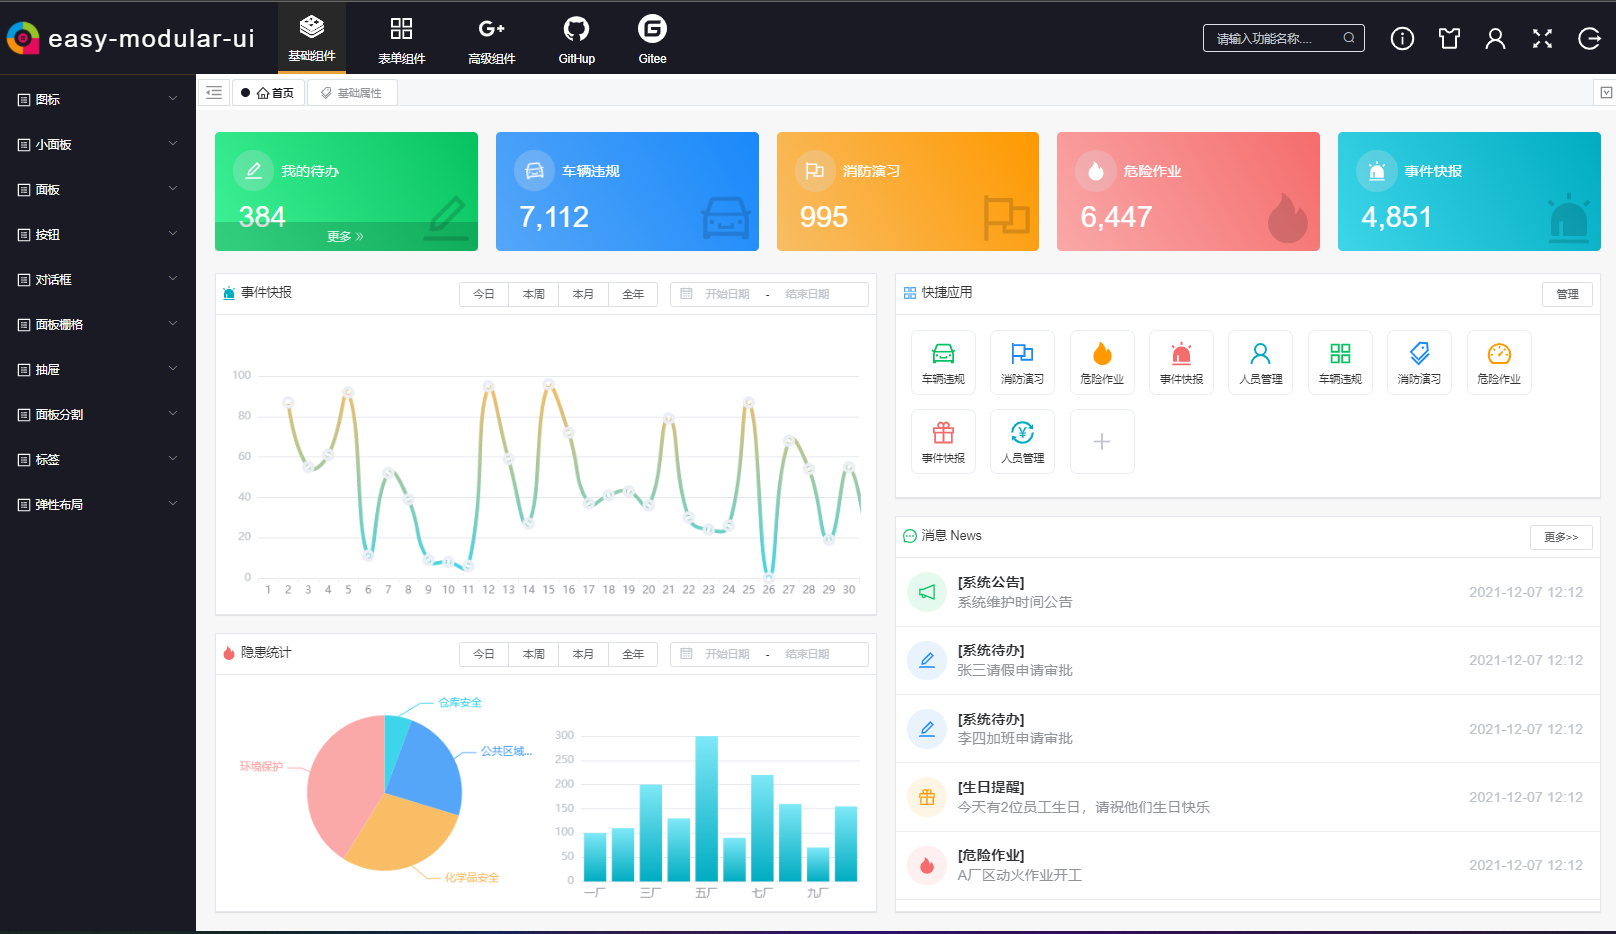 easy-modular-ui
基础组件
表单组件
高级组件
GitHup
Gitee
请输入功能名称....
图标
小面板
面板
按钮
对话框
面板栅格
抽屉
面板分割
标签
弹性布局
首页
基础属性
我的待办
384
更多 »
车辆违规
7,112
消防演习
995
危险作业
6,447
事件快报
4,851
事件快报
今日 本周 本月 全年
开始日期 - 结束日期
100
80
60
40
20
0
1 2 3 4 5 6 7 8 9 10 11 12 13 14 15 16 17 18 19 20 21 22 23 24 25 26 27 28 29 30
隐患统计
今日 本周 本月 全年
开始日期 - 结束日期
仓库安全
公共区域...
环境保护
化学品安全
300
250
200
150
100
50
0
一厂 三厂 五厂 七厂 九厂
快捷应用
管理
车辆违规 消防演习 危险作业 事件快报 人员管理 车辆违规 消防演习 危险作业
事件快报 人员管理
消息 News
更多>>
[系统公告]
系统维护时间公告
2021-12-07 12:12
[系统待办]
张三请假申请审批
2021-12-07 12:12
[系统待办]
李四加班申请审批
2021-12-07 12:12
[生日提醒]
今天有2位员工生日，请祝他们生日快乐
2021-12-07 12:12
[危险作业]
A厂区动火作业开工
2021-12-07 12:12